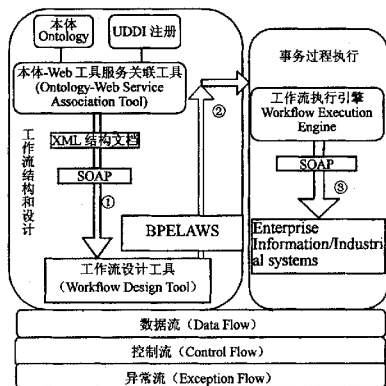 本体
Ontology
UDDI 注册
本体-Web 工具服务关联工具
(Ontology-Web Service
Association Tool)
XML 结构文档
SOAP
①
工作流结构和设计
BPELAWS
工作流设计工具
（Workflow Design Tool）
②
事务过程执行
工作流执行引擎
Workflow Execution
Engine
SOAP
③
Enterprise
Information/Industri
al systems
数据流（Data Flow）
控制流（Control Flow）
异常流（Exception Flow）